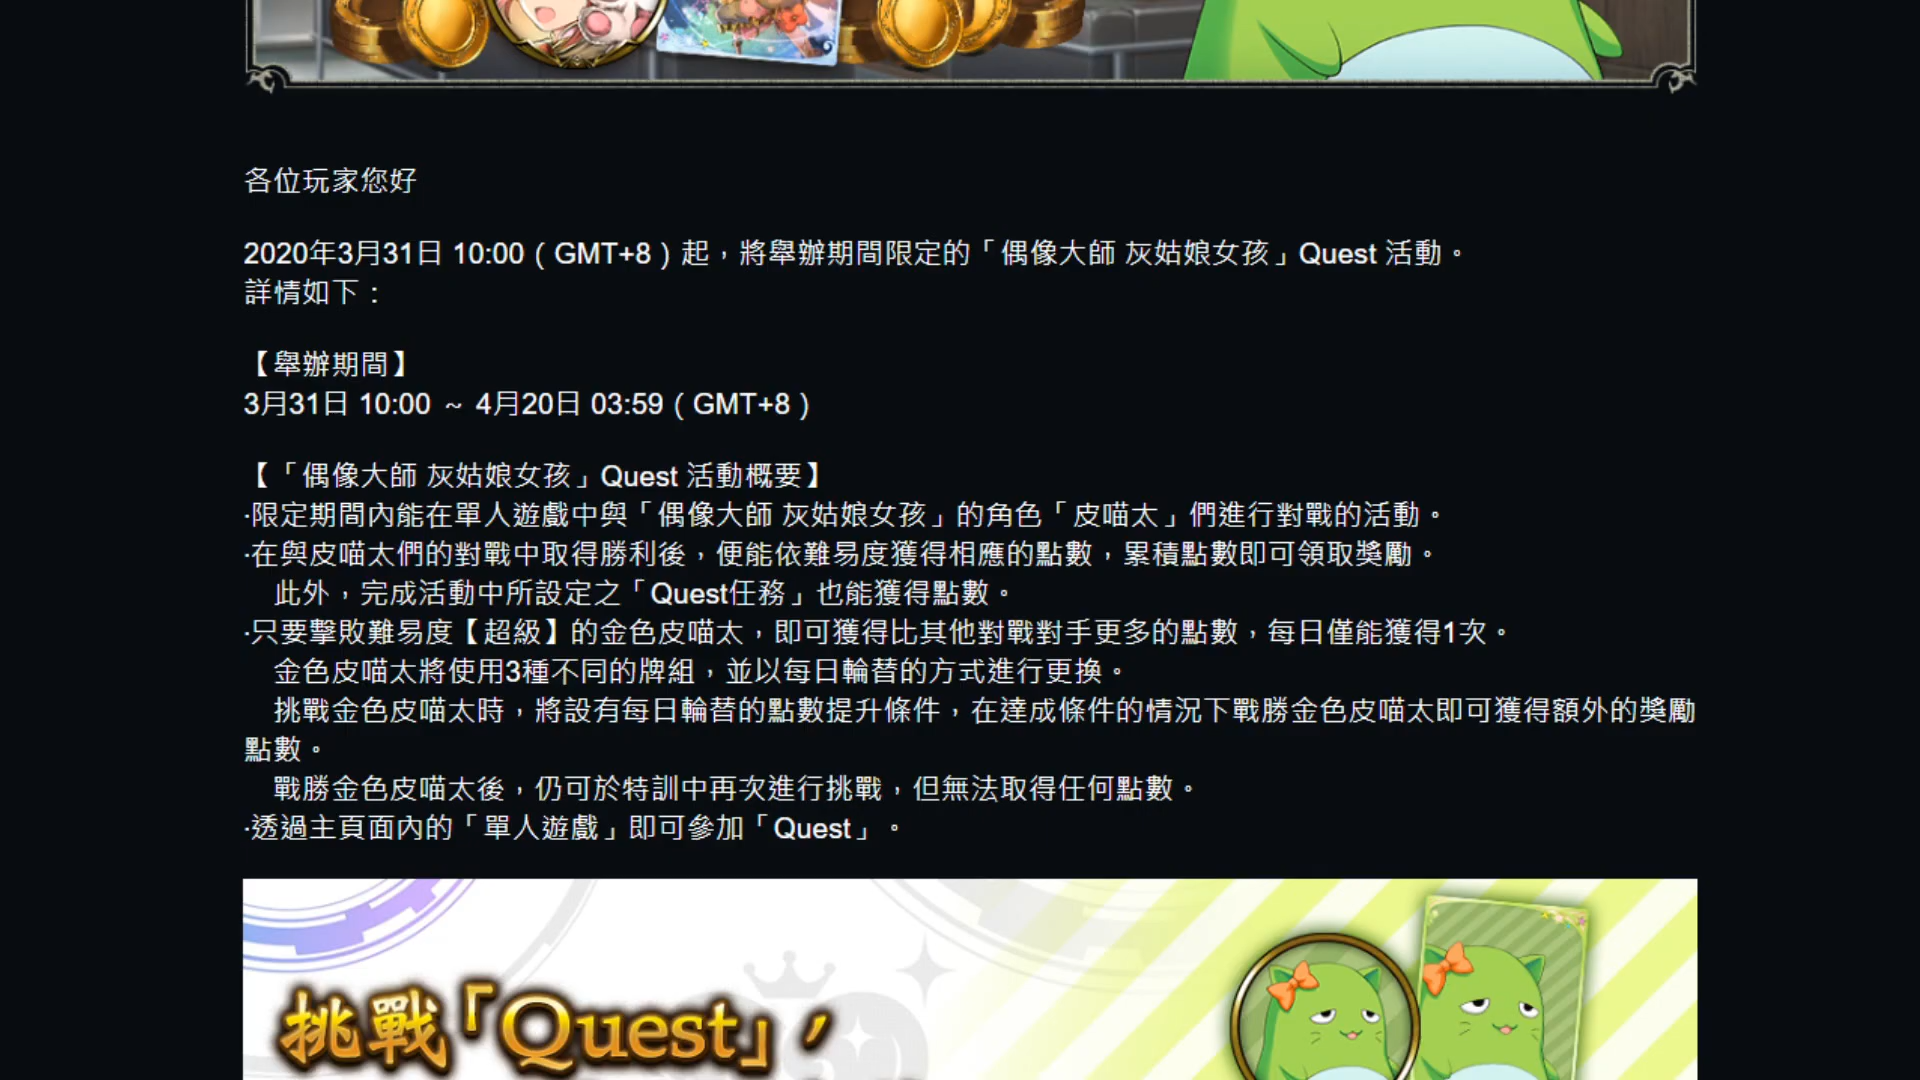 各位玩家您好
2020年3月31日 10:00（GMT+8）起，將舉辦期間限定的「偶像大師 灰姑娘女孩」Quest 活動。
詳情如下：
【舉辦期間】
3月31日 10:00 ～ 4月20日 03:59（GMT+8）
【「偶像大師 灰姑娘女孩」Quest 活動概要】
‧限定期間內能在單人遊戲中與「偶像大師 灰姑娘女孩」的角色「皮喵太」們進行對戰的活動。
‧在與皮喵太們的對戰中取得勝利後，便能依難易度獲得相應的點數，累積點數即可領取獎勵。
此外，完成活動中所設定之「Quest任務」也能獲得點數。
‧只要擊敗難易度【超級】的金色皮喵太，即可獲得比其他對戰對手更多的點數，每日僅能獲得1次。
金色皮喵太將使用3種不同的牌組，並以每日輪替的方式進行更換。
挑戰金色皮喵太時，將設有每日輪替的點數提升條件，在達成條件的情況下戰勝金色皮喵太即可獲得額外的獎勵
點數。
戰勝金色皮喵太後，仍可於特訓中再次進行挑戰，但無法取得任何點數。
‧透過主頁面內的「單人遊戲」即可參加「Quest」。
挑戰「Quest」，